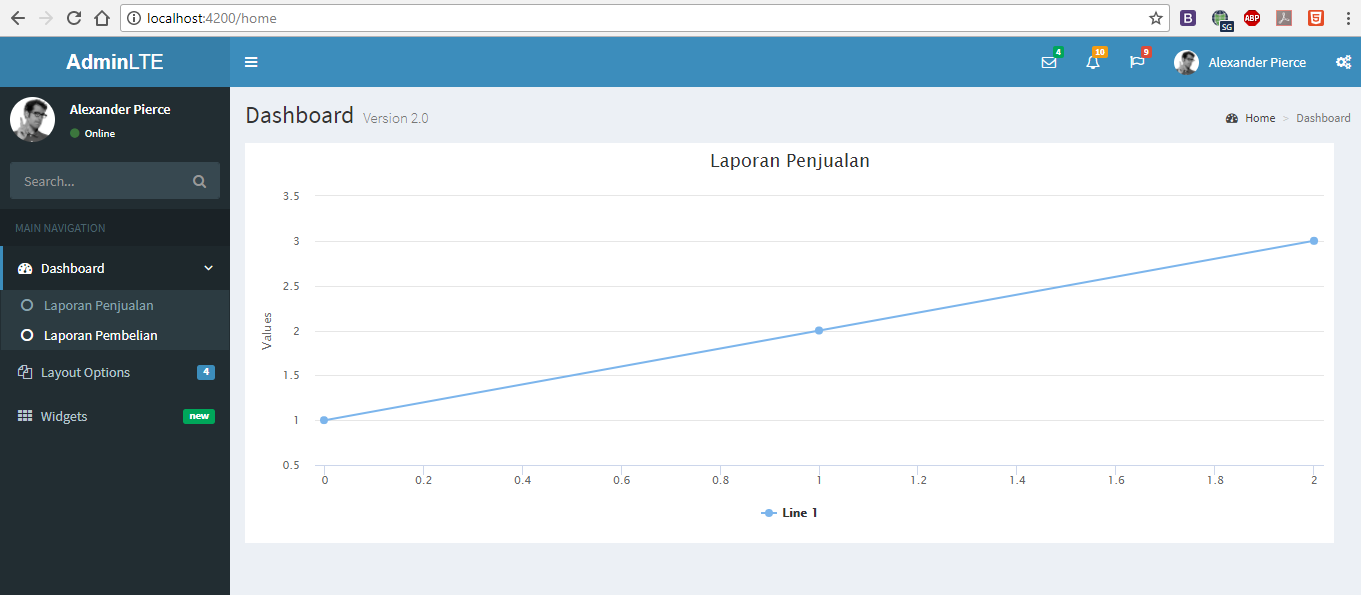 localhost:4200/home
B
SG
ABP
5
AdminLTE
4
10
9
Alexander Pierce
Alexander Pierce
Online
Dashboard Version 2.0
Home > Dashboard
Search...
MAIN NAVIGATION
Dashboard
Laporan Penjualan
Laporan Pembelian
Layout Options 4
Widgets new
Laporan Penjualan
3.5
3
2.5
2
1.5
1
0.5
Values
0 0.2 0.4 0.6 0.8 1 1.2 1.4 1.6 1.8 2
Line 1